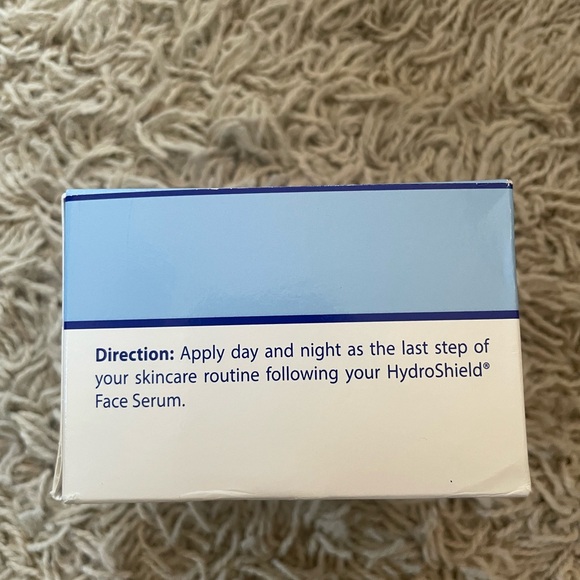 Direction: Apply day and night as the last step of
your skincare routine following your HydroShield®
Face Serum.